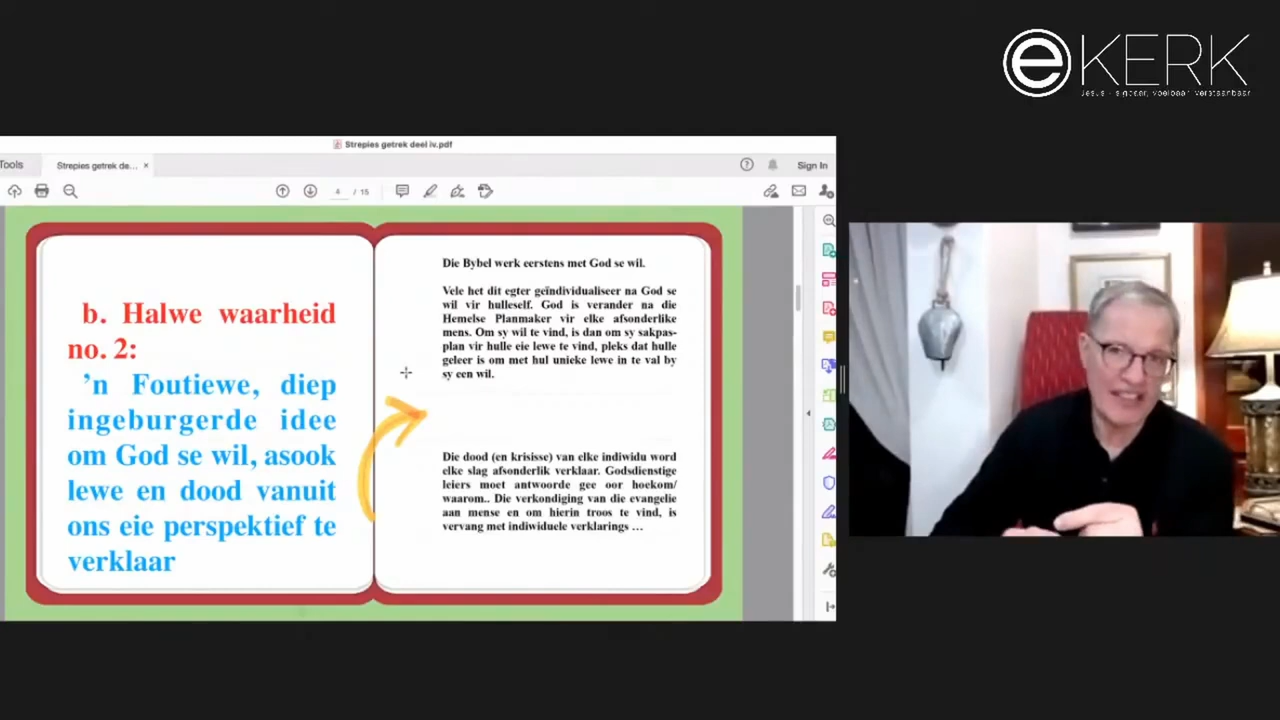 e KERK
Strepies getrek deel iv.pdf
Tools
Strepies getrek de... ×
Sign In
4 / 15
b. Halwe waarheid
no. 2:
’n Foutiewe, diep
ingeburgerde idee
om God se wil, asook
lewe en dood vanuit
ons eie perspektief te
verklaar
Die Bybel werk eerstens met God se wil.
Vele het dit egter geïndividualiseer na God se
wil vir hulleself. God is verander na die
Hemelse Planmaker vir elke afsonderlike
mens. Om sy wil te vind, is dan om sy sakpas-
plan vir hulle eie lewe te vind, pleks dat hulle
geleer is om met hul unieke lewe in te val by
sy een wil.
Die dood (en krisisse) van elke individu word
elke slag afsonderlik verklaar. Godsdienstige
leiers moet antwoorde gee oor hoekom/
waarom.. Die verkondiging van die evangelie
aan mense en om hierin troos te vind, is
vervang met individuele verklarings ...